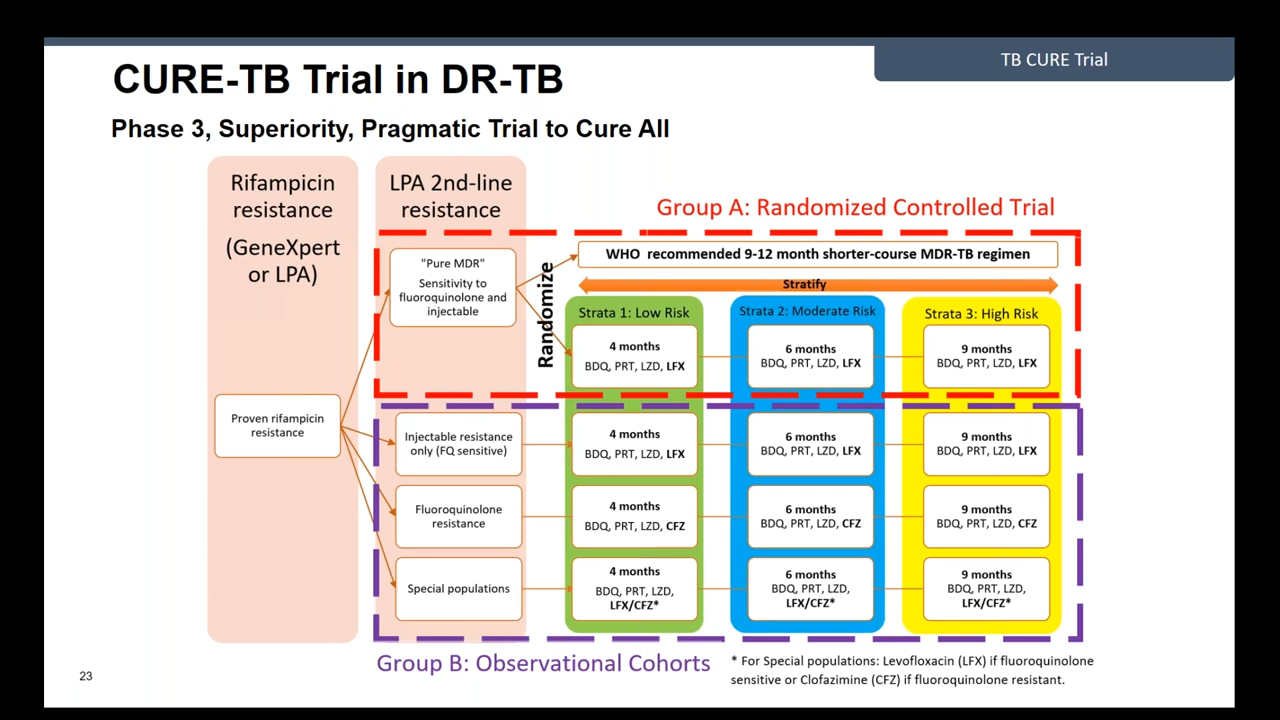 TB CURE Trial
CURE-TB Trial in DR-TB
Phase 3, Superiority, Pragmatic Trial to Cure All
Rifampicin
resistance
(GeneXpert
or LPA)
Proven rifampicin
resistance
LPA 2nd-line
resistance
Group A: Randomized Controlled Trial
"Pure MDR"
Sensitivity to
fluoroquinolone and
injectable
Randomize
WHO recommended 9-12 month shorter-course MDR-TB regimen
Stratify
Strata 1: Low Risk
Strata 2: Moderate Risk
Strata 3: High Risk
4 months
BDQ, PRT, LZD, LFX
6 months
BDQ, PRT, LZD, LFX
9 months
BDQ, PRT, LZD, LFX
Injectable resistance
only (FQ sensitive)
4 months
BDQ, PRT, LZD, LFX
6 months
BDQ, PRT, LZD, LFX
9 months
BDQ, PRT, LZD, LFX
Fluoroquinolone
resistance
4 months
BDQ, PRT, LZD, CFZ
6 months
BDQ, PRT, LZD, CFZ
9 months
BDQ, PRT, LZD, CFZ
Special populations
4 months
BDQ, PRT, LZD,
LFX/CFZ*
6 months
BDQ, PRT, LZD,
LFX/CFZ*
9 months
BDQ, PRT, LZD,
LFX/CFZ*
Group B: Observational Cohorts
* For Special populations: Levofloxacin (LFX) if fluoroquinolone
sensitive or Clofazimine (CFZ) if fluoroquinolone resistant.
23